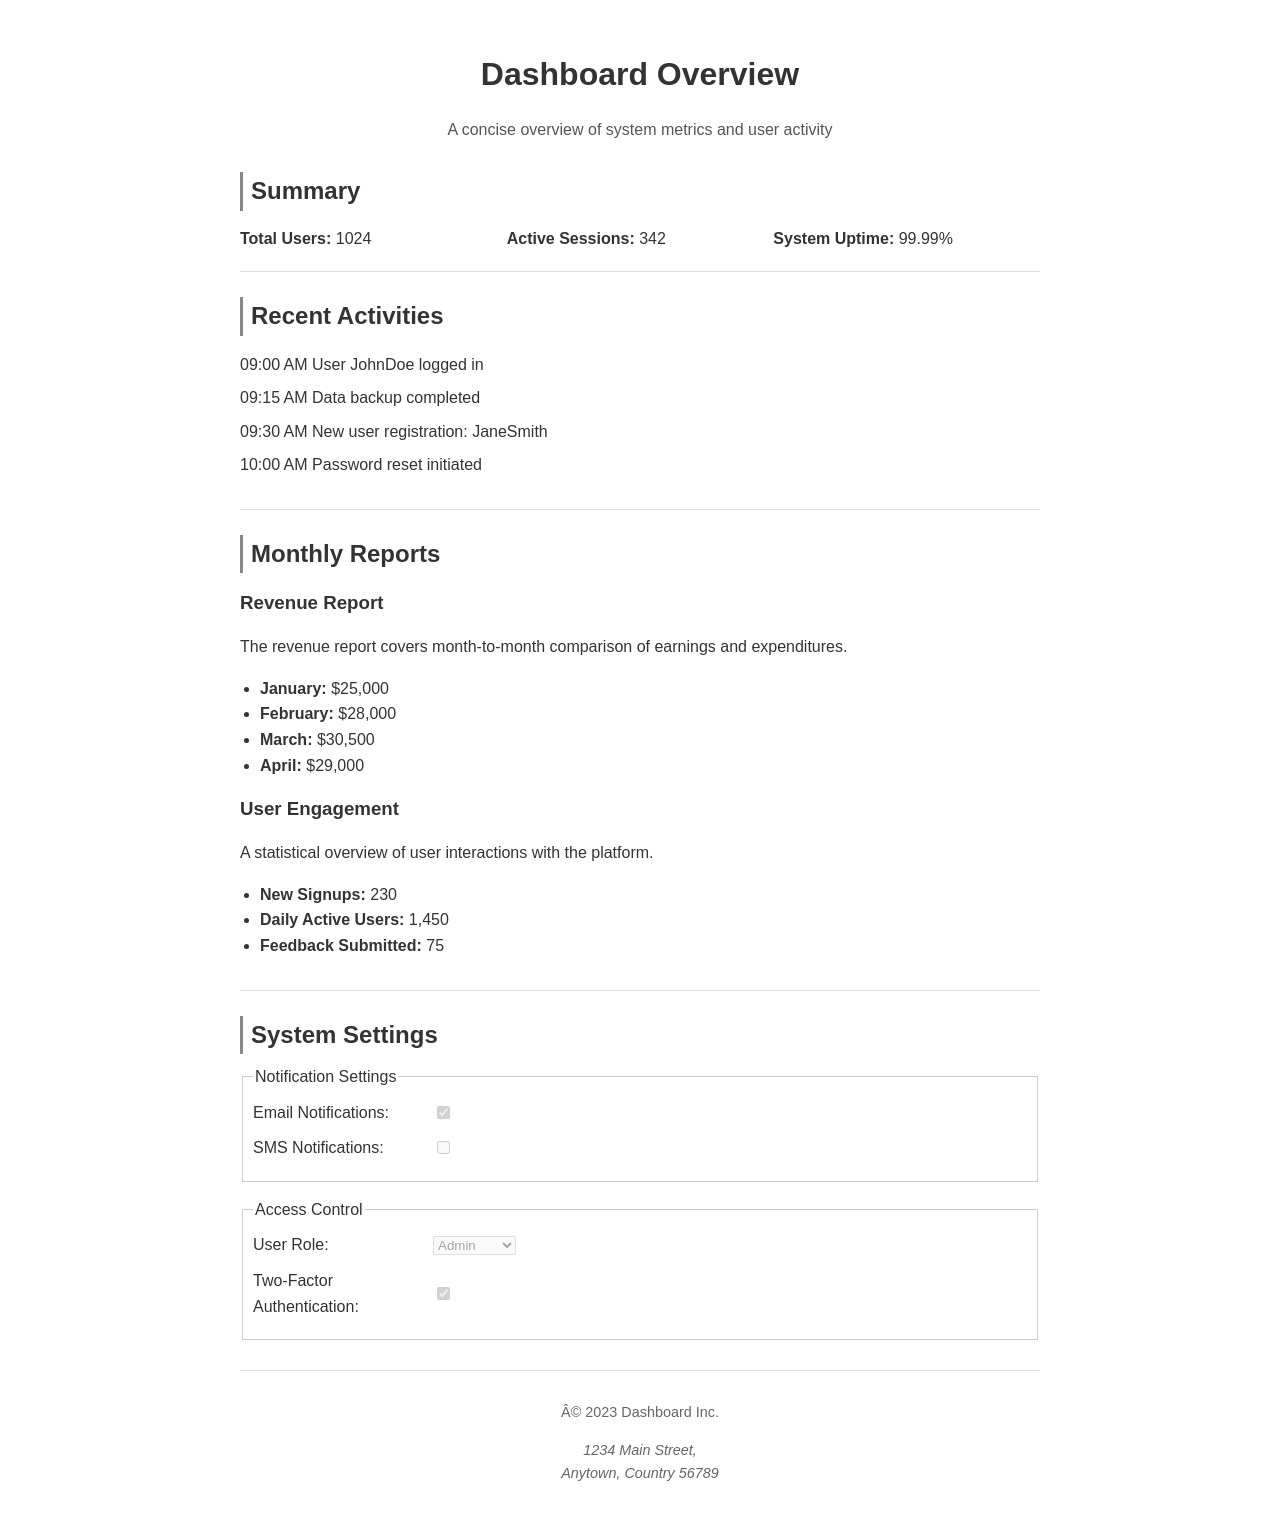 Dashboard Overview
A concise overview of system metrics and user activity
Summary
Total Users: 1024 Active Sessions: 342 System Uptime: 99.99%
Recent Activities
09:00 AM User JohnDoe logged in
09:15 AM Data backup completed
09:30 AM New user registration: JaneSmith
10:00 AM Password reset initiated
Monthly Reports
Revenue Report
The revenue report covers month-to-month comparison of earnings and expenditures.
• January: $25,000
• February: $28,000
• March: $30,500
• April: $29,000
User Engagement
A statistical overview of user interactions with the platform.
• New Signups: 230
• Daily Active Users: 1,450
• Feedback Submitted: 75
System Settings
Notification Settings
Email Notifications:
SMS Notifications:
Access Control
User Role: Admin
Two-Factor
Authentication:
Â© 2023 Dashboard Inc.
1234 Main Street,
Anytown, Country 56789